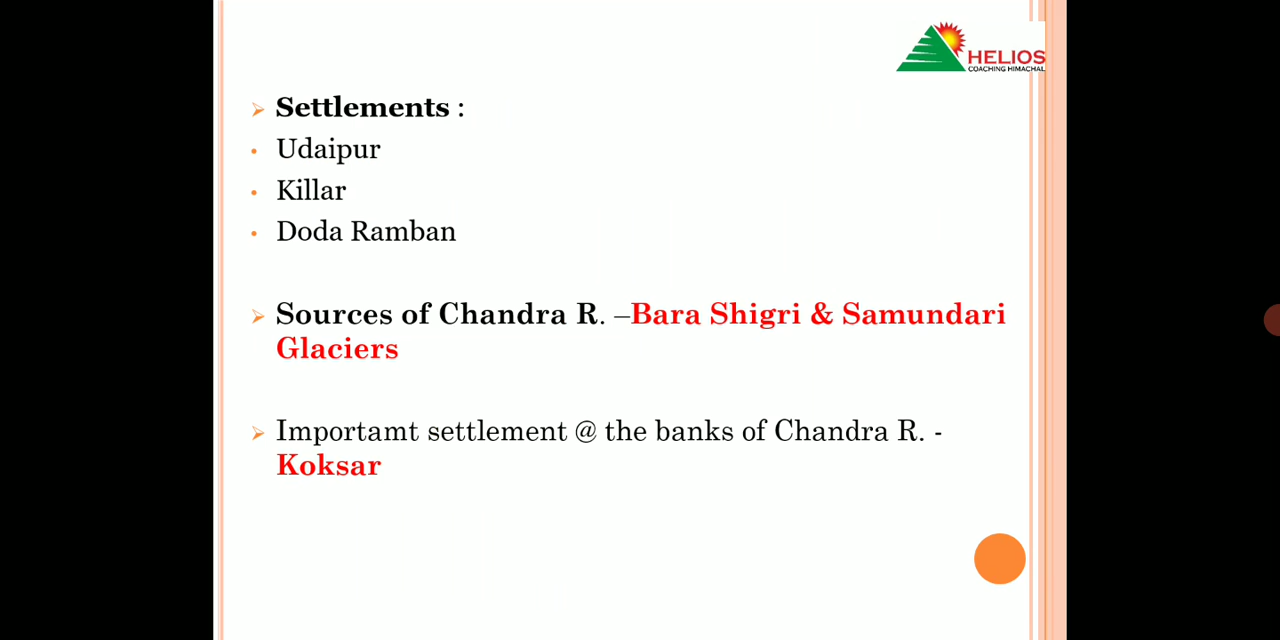 HELIOS
COACHING HIMACHAL
Settlements :
Udaipur
Killar
Doda Ramban
Sources of Chandra R. –Bara Shigri & Samundari
Glaciers
Importamt settlement @ the banks of Chandra R. -
Koksar